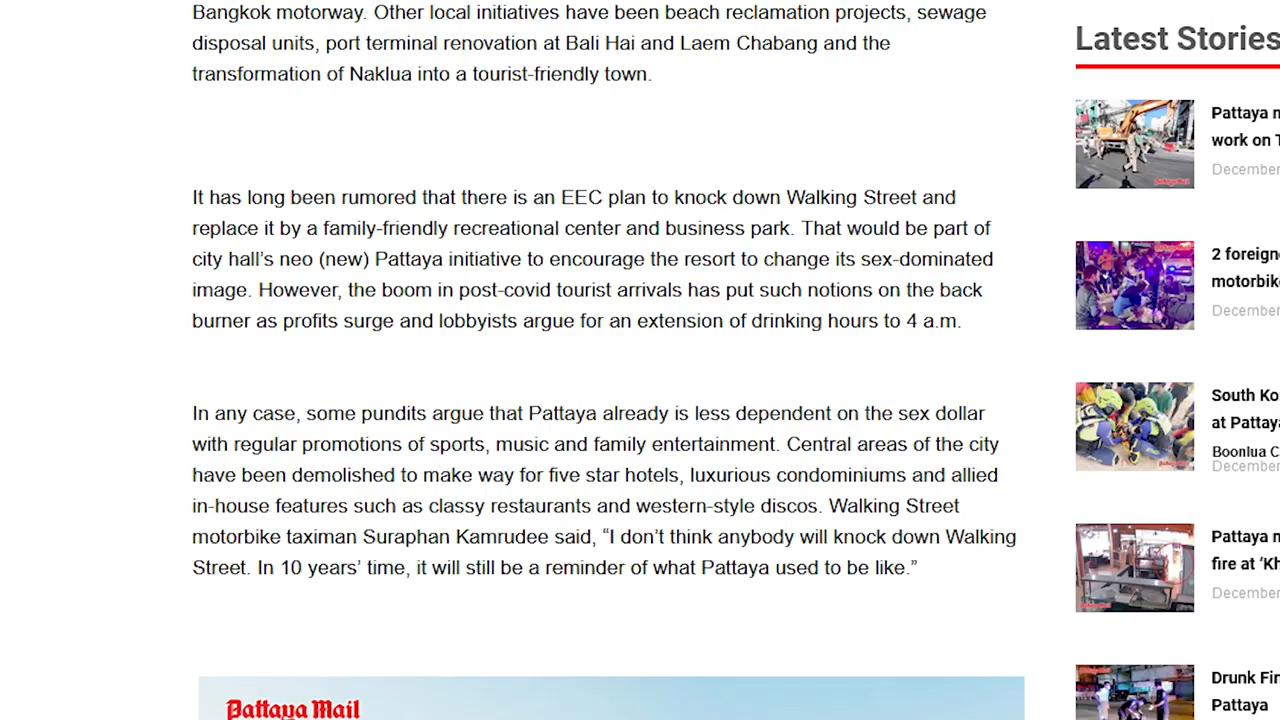 Bangkok motorway. Other local initiatives have been beach reclamation projects, sewage
disposal units, port terminal renovation at Bali Hai and Laem Chabang and the
transformation of Naklua into a tourist-friendly town.
It has long been rumored that there is an EEC plan to knock down Walking Street and
replace it by a family-friendly recreational center and business park. That would be part of
city hall’s neo (new) Pattaya initiative to encourage the resort to change its sex-dominated
image. However, the boom in post-covid tourist arrivals has put such notions on the back
burner as profits surge and lobbyists argue for an extension of drinking hours to 4 a.m.
In any case, some pundits argue that Pattaya already is less dependent on the sex dollar
with regular promotions of sports, music and family entertainment. Central areas of the city
have been demolished to make way for five star hotels, luxurious condominiums and allied
in-house features such as classy restaurants and western-style discos. Walking Street
motorbike taximan Suraphan Kamrudee said, “I don’t think anybody will knock down Walking
Street. In 10 years’ time, it will still be a reminder of what Pattaya used to be like.”
Pattaya Mail
Latest Stories
Pattaya
work on
December
2
December
South
at
December
Pattaya
fire at
December
Drunk
Pattaya